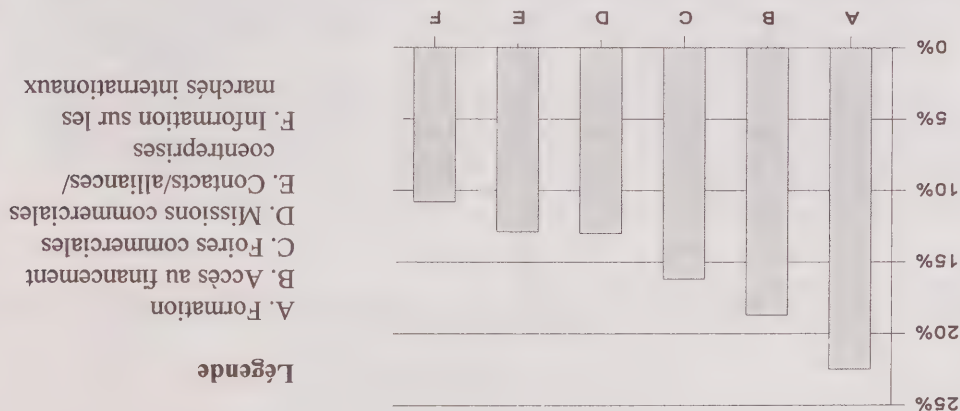 25%
20%
15%
10%
5%
0%
A B C D E F
Légende
A. Formation
B. Accès au financement
C. Foires commerciales
D. Missions commerciales
E. Contacts/alliances/
coentreprises
F. Information sur les
marchés internationaux